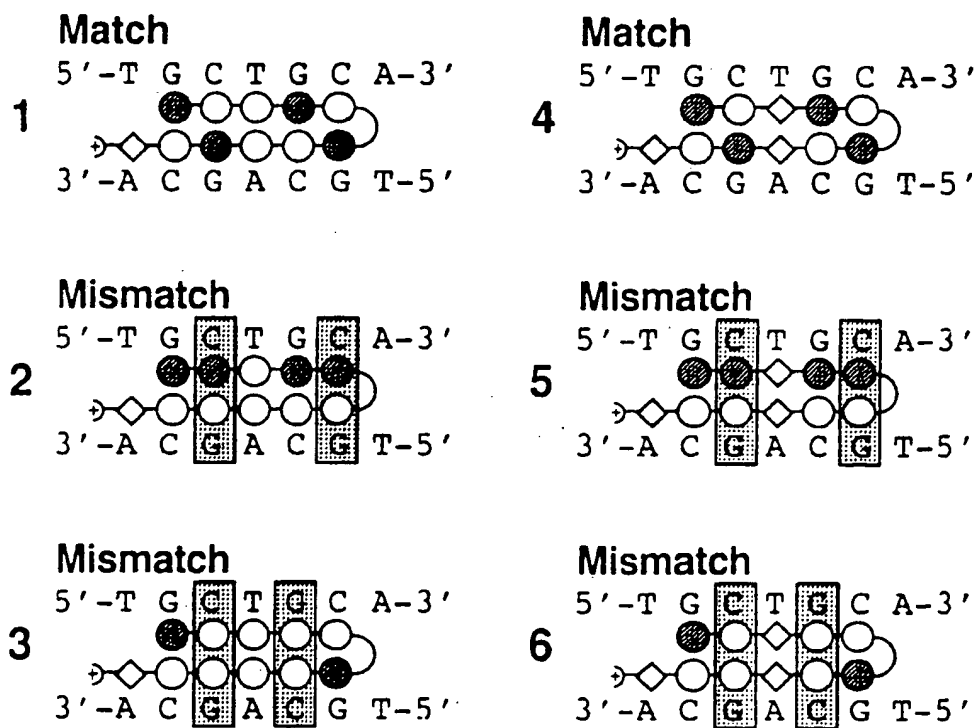 Match
5'-T G C T G C A-3'
1
3'-A C G A C G T-5'
Mismatch
5'-T G C T G C A-3'
2
3'-A C G A C G T-5'
Mismatch
5'-T G C T G C A-3'
3
3'-A C G A C G T-5'
Match
5'-T G C T G C A-3'
4
3'-A C G A C G T-5'
Mismatch
5'-T G C T G C A-3'
5
3'-A C G A C G T-5'
Mismatch
5'-T G C T G C A-3'
6
3'-A C G A C G T-5'